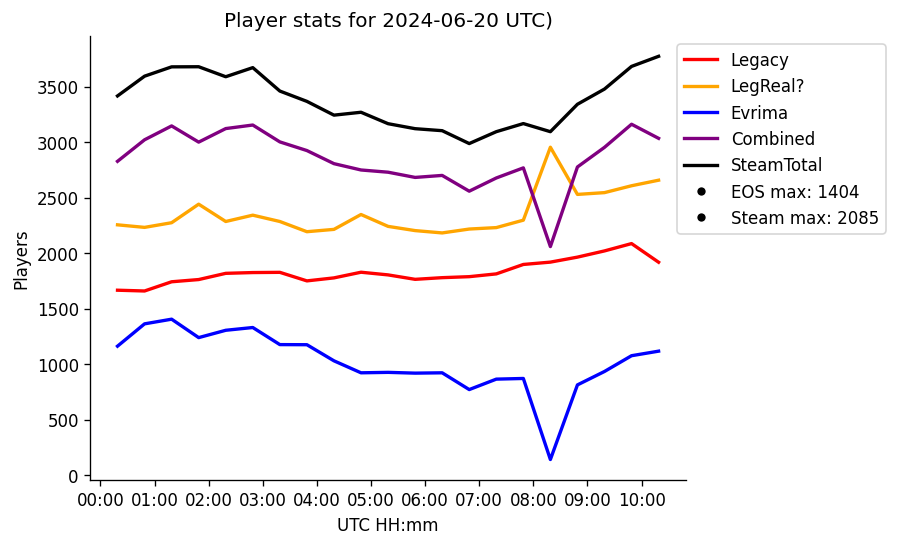 Player stats for 2024-06-20 UTC)
Players
3500
3000
2500
2000
1500
1000
500
0
00:00 01:00 02:00 03:00 04:00 05:00 06:00 07:00 08:00 09:00 10:00
UTC HH:mm
Legacy
LegReal?
Evrima
Combined
SteamTotal
EOS max: 1404
Steam max: 2085